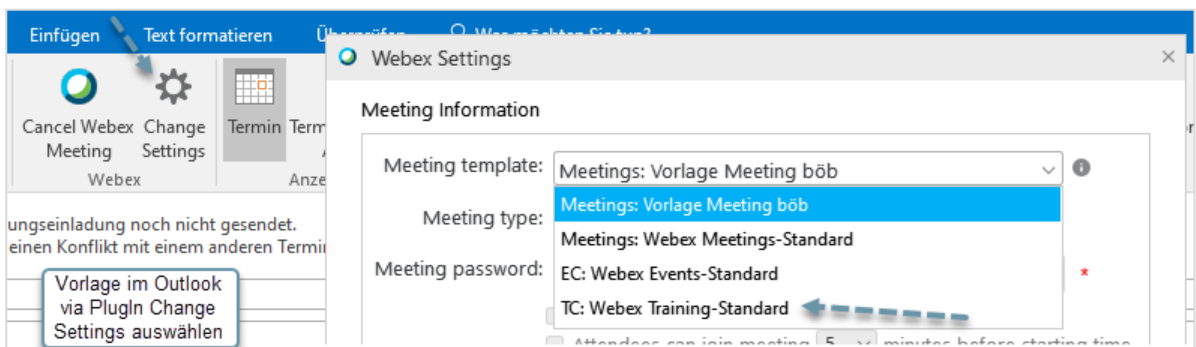 Einfügen Text formatieren Überprüfen Was möchten Sie tun?
Webex Settings
Cancel Webex Meeting
Change Settings
Termin
Webex
ungseinladung noch nicht gesendet.
einen Konflikt mit einem anderen Termi
Vorlage im Outlook
via PlugIn Change
Settings auswählen
Meeting Information
Meeting template: Meetings: Vorlage Meeting böb
Meetings: Vorlage Meeting böb
Meeting type:
Meetings: Webex Meetings-Standard
Meeting password:
EC: Webex Events-Standard
*
TC: Webex Training-Standard
Attendees can join meeting 5 minutes before starting time